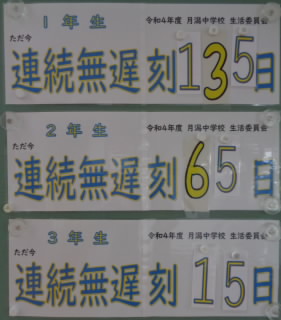 1年生 令和4年度 月潟中学校 生活委員会
ただ今
連続無遅刻135日
2年生 令和4年度 月潟中学校 生活委員会
ただ今
連続無遅刻65日
3年生 令和4年度 月潟中学校 生活委員会
ただ今
連続無遅刻15日